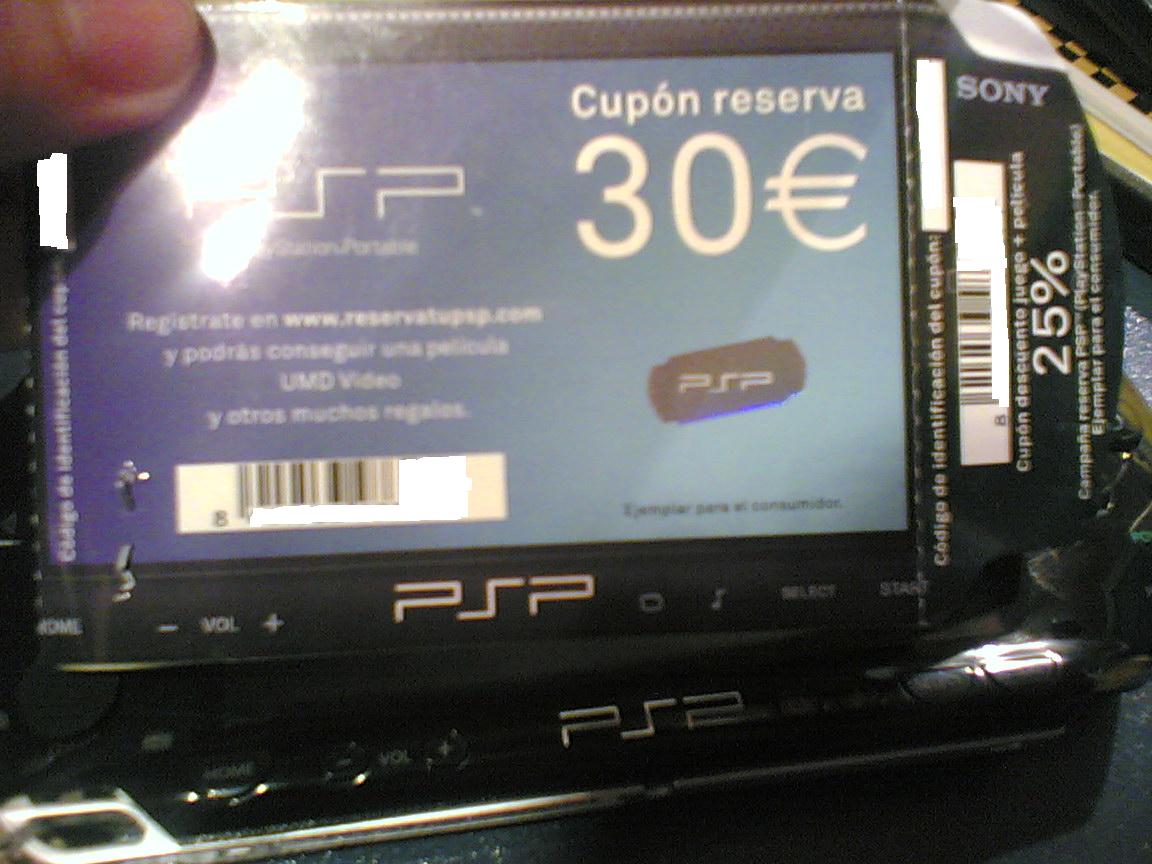 Cupón reserva
30€
PSP
PlayStation Portable
Regístrate en www.reservatupsp.com
y podrás conseguir una película
UMD Video
y otros muchos regalos.
PSP
8
Ejemplar para el consumidor.
Código de identificación del
Código de identificación del cupón:
SONY
8
Cupón descuento juego + película
25%
Campaña reserva PSP (PlayStation Portable)
Ejemplar para el consumidor.
HOME
− VOL +
PSP
SELECT
START
PSP
HOME
− VOL +